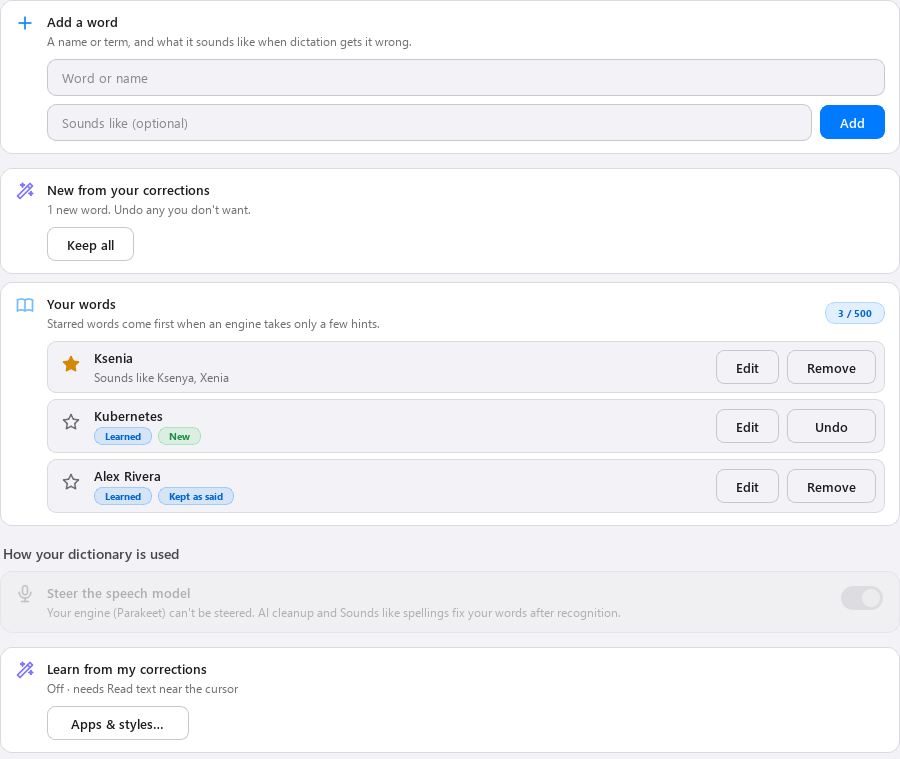 Add a word
A name or term, and what it sounds like when dictation gets it wrong.
Word or name
Sounds like (optional)
Add
New from your corrections
1 new word. Undo any you don't want.
Keep all
Your words
Starred words come first when an engine takes only a few hints.
3 / 500
Ksenia
Sounds like Ksenya, Xenia
Edit
Remove
Kubernetes
Learned
New
Edit
Undo
Alex Rivera
Learned
Kept as said
Edit
Remove
How your dictionary is used
Steer the speech model
Your engine (Parakeet) can't be steered. AI cleanup and Sounds like spellings fix your words after recognition.
Learn from my corrections
Off · needs Read text near the cursor
Apps & styles...